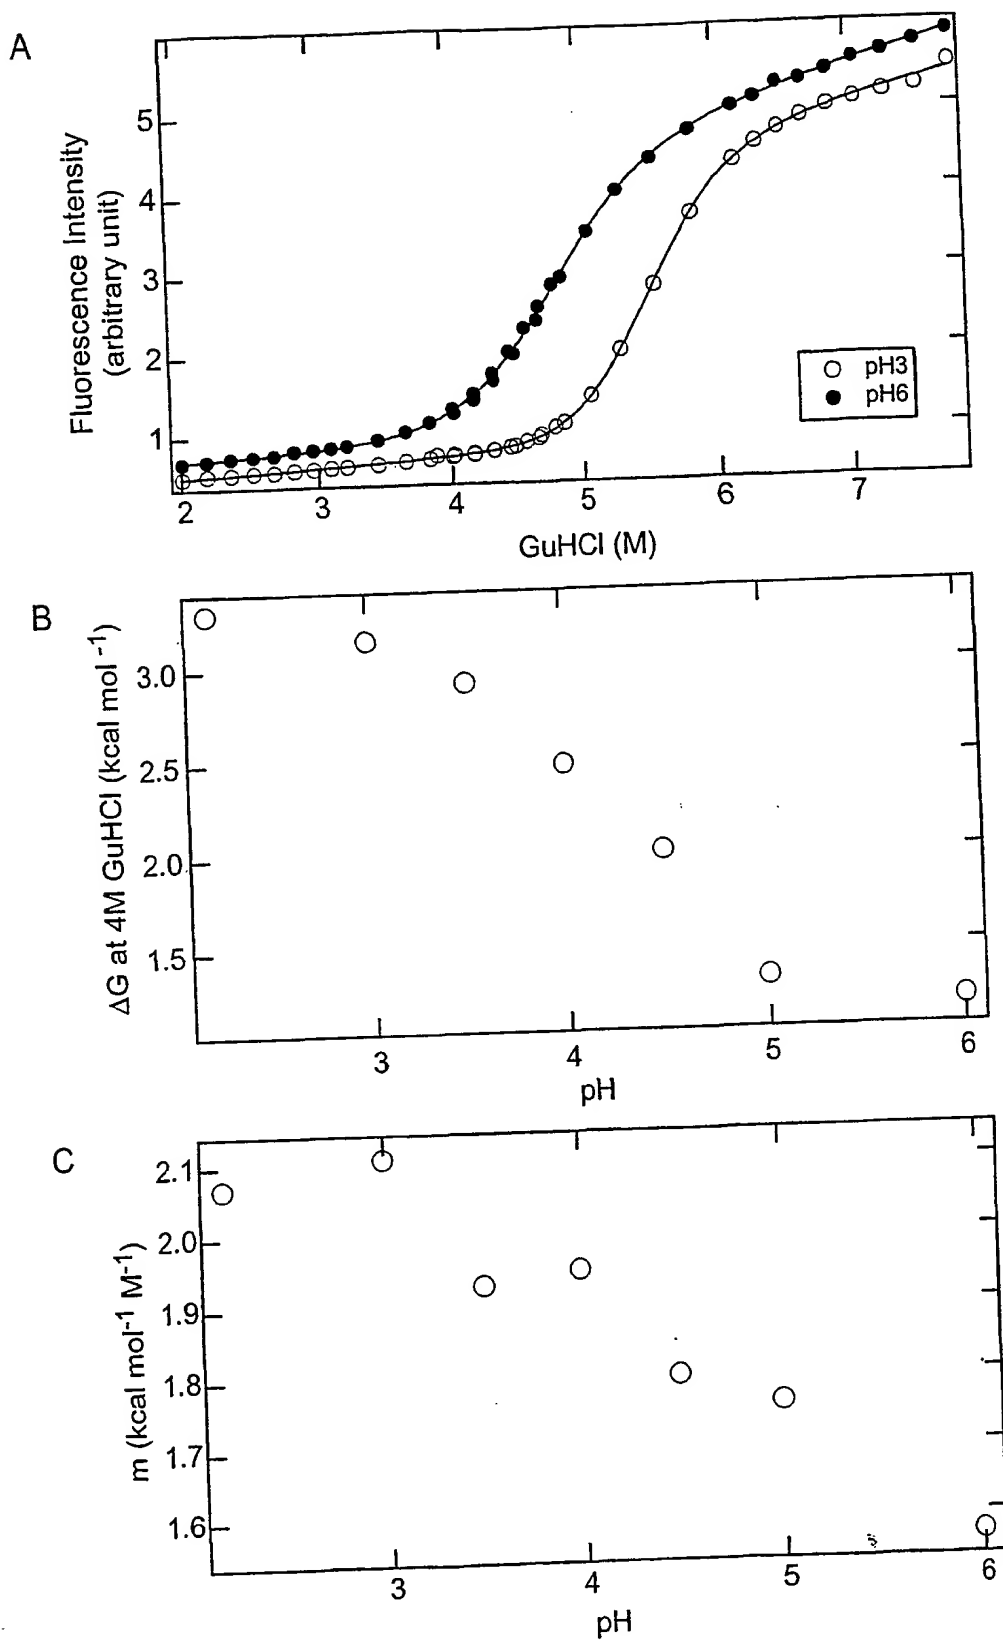 A
Fluorescence Intensity
(arbitrary unit)
5
4
3
2
1
pH3
pH6
2 3 4 5 6 7
GuHCl (M)
B
ΔG at 4M GuHCl (kcal mol -1)
3.0
2.5
2.0
1.5
3 4 5 6
pH
C
m (kcal mol-1 M-1)
2.1
2.0
1.9
1.8
1.7
1.6
3 4 5 6
pH